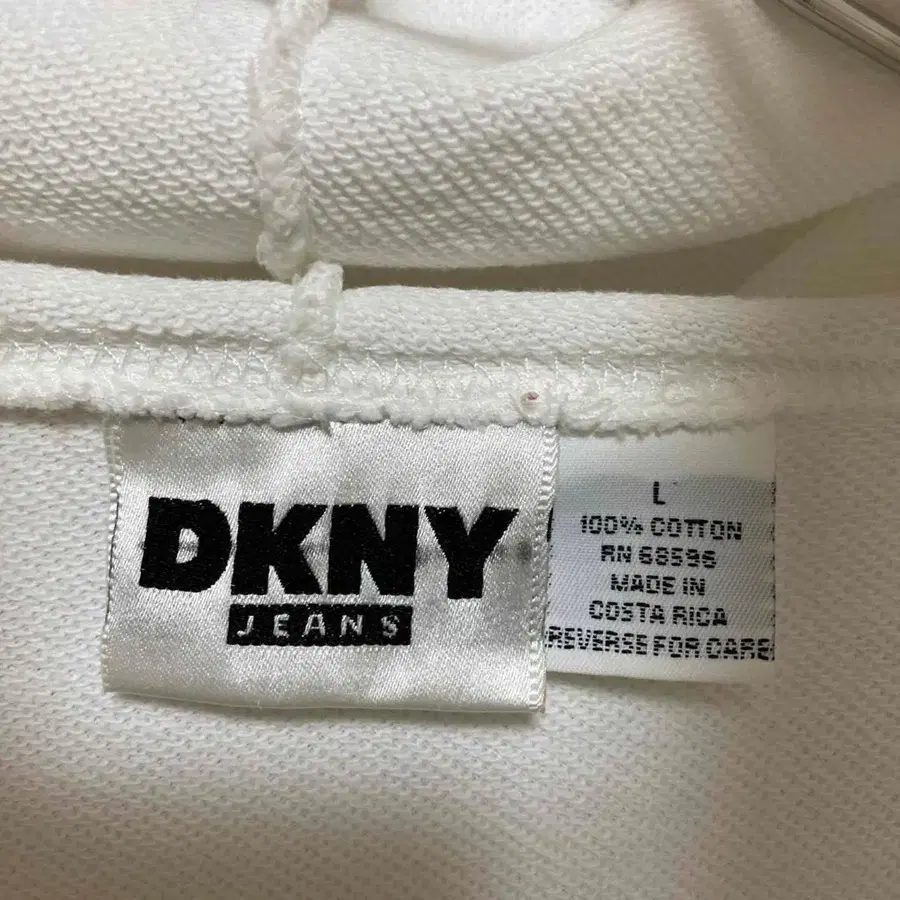 DKNY
JEANS
L
100% COTTON
RN 68596
MADE IN
COSTA RICA
REVERSE FOR CARE